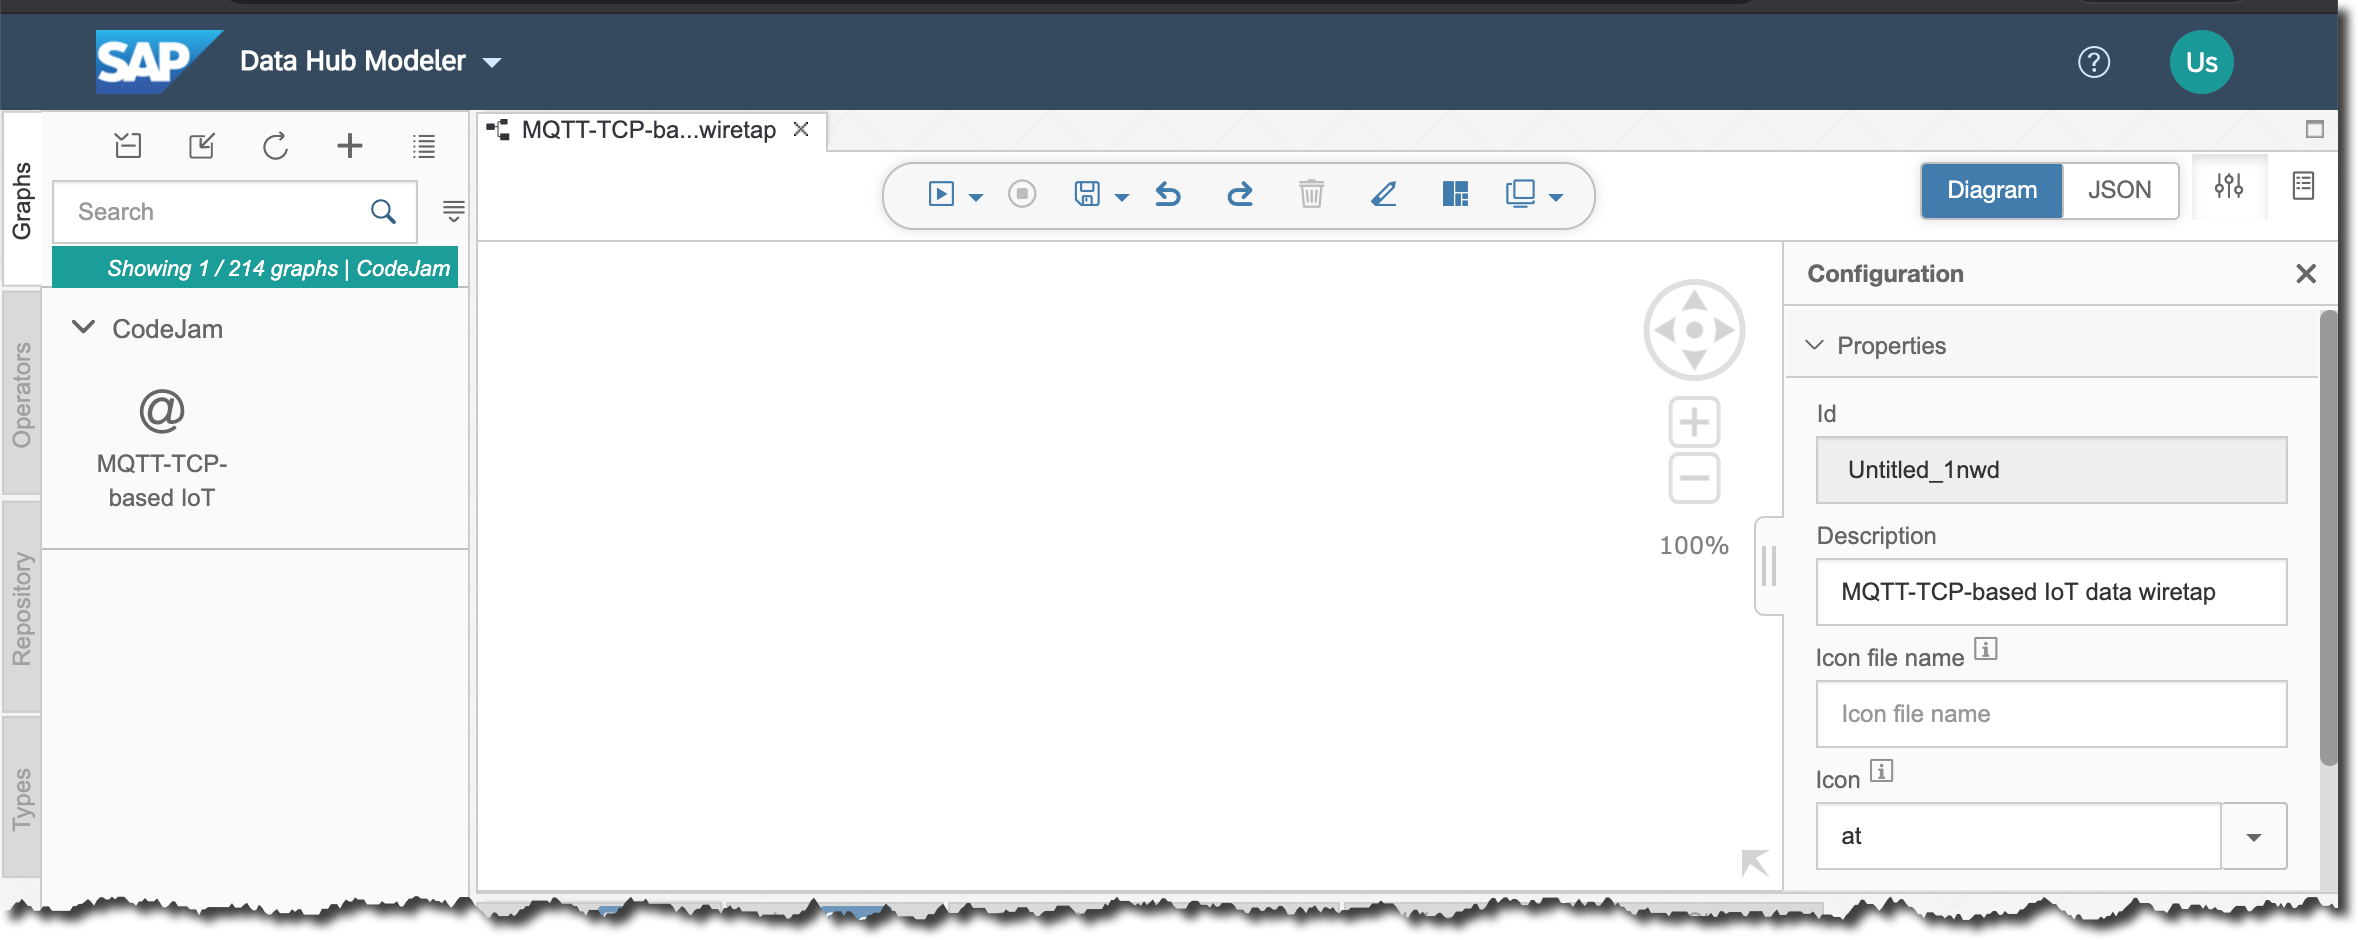 SAP Data Hub Modeler
? Us
Graphs
Operators
Repository
Types
Search
Showing 1 / 214 graphs | CodeJam
CodeJam
@
MQTT-TCP-
based IoT
MQTT-TCP-ba...wiretap
Diagram JSON
100%
Configuration
Properties
Id
Untitled_1nwd
Description
MQTT-TCP-based IoT data wiretap
Icon file name
Icon file name
Icon
at